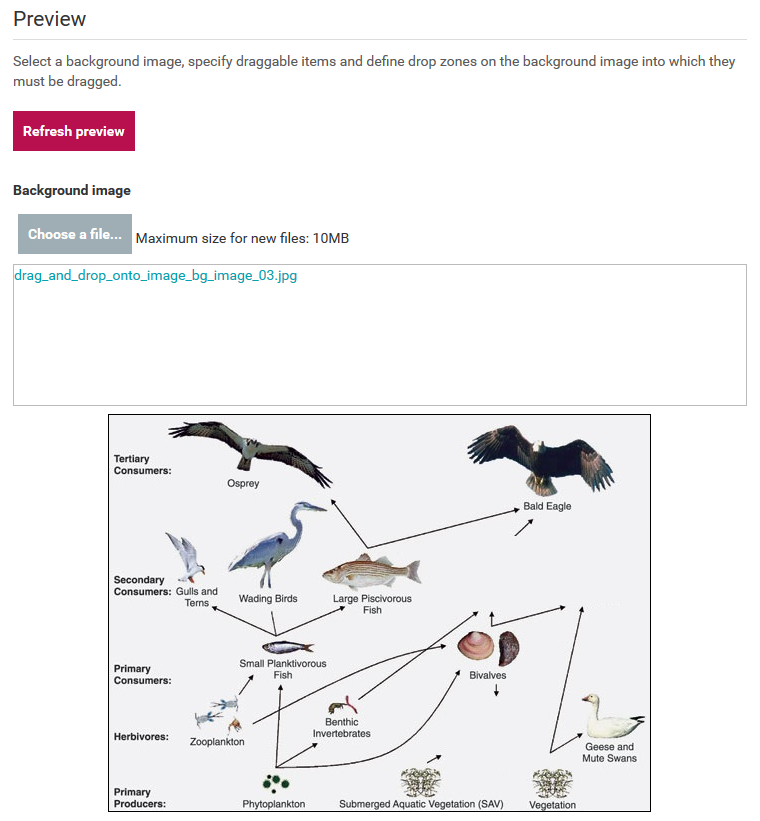 Preview
Select a background image, specify draggable items and define drop zones on the background image into which they
must be dragged.
Refresh preview
Background image
Choose a file... Maximum size for new files: 10MB
drag_and_drop_onto_image_bg_image_03.jpg
Tertiary
Consumers:
Osprey
Bald Eagle
Secondary
Consumers:
Gulls and
Terns
Wading Birds
Large Piscivorous
Fish
Primary
Consumers:
Small Planktivorous
Fish
Bivalves
Herbivores:
Zooplankton
Benthic
Invertebrates
Geese and
Mute Swans
Primary
Producers:
Phytoplankton
Submerged Aquatic Vegetation (SAV)
Vegetation